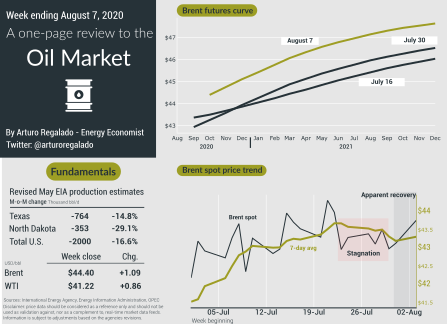 Week ending August 7, 2020
A one-page review to the
Oil Market
By Arturo Regalado - Energy Economist
Twitter: @arturoregalado
Brent futures curve
$47
$46
$45
$44
$43
August 7
July 30
July 16
Aug Sep Oct Nov Dec Jan Feb Mar Apr May Jun Jul Aug Sep Oct Nov Dec
2020 2021
Fundamentals
Revised May EIA production estimates
M-o-M change Thousand bbl/d
Texas -764 -14.8%
North Dakota -353 -29.1%
Total U.S. -2000 -16.6%
USD/bbl Week close Chg.
Brent $44.40 +1.09
WTI $41.22 +0.86
Sources: International Energy Agency, Energy Information Administration, OPEC
Disclaimer: price data should be considered as a reference only and should not be
used as validation against, nor as a complement to, real-time market data feeds.
Information is subject to adjustments based on the agencies revisions.
Brent spot price trend
Apparent recovery
Brent spot
7-day avg
Stagnation
$44
$43.5
$43
$42.5
$42
$41.5
05-Jul 12-Jul 19-Jul 26-Jul 02-Aug
Week beginning